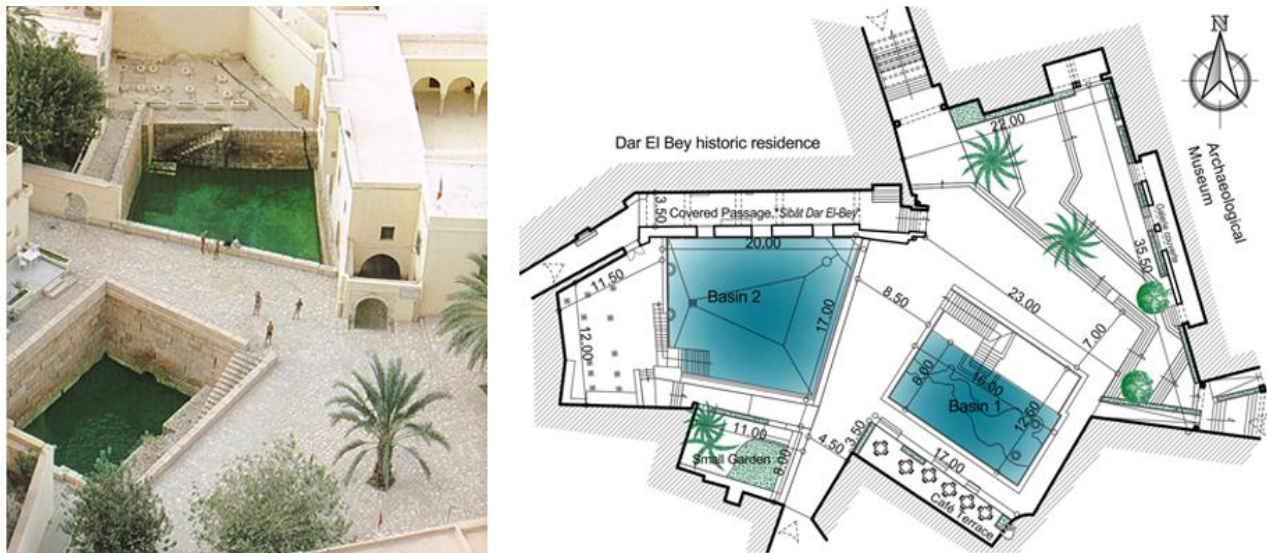 N
22.00
Dar El Bey historic residence
Archaeological
Museum
3.50
Covered Passage, "Sibât Dar El-Bey"
20.00
Galerie couverte
35.50
11.50
Basin 2
8.50
23.00
17.00
7.00
12.00
8.00
16.00
Basin 1
12.50
11.00
4.50
3.50
Small Garden
8.00
17.00
Café Terrace